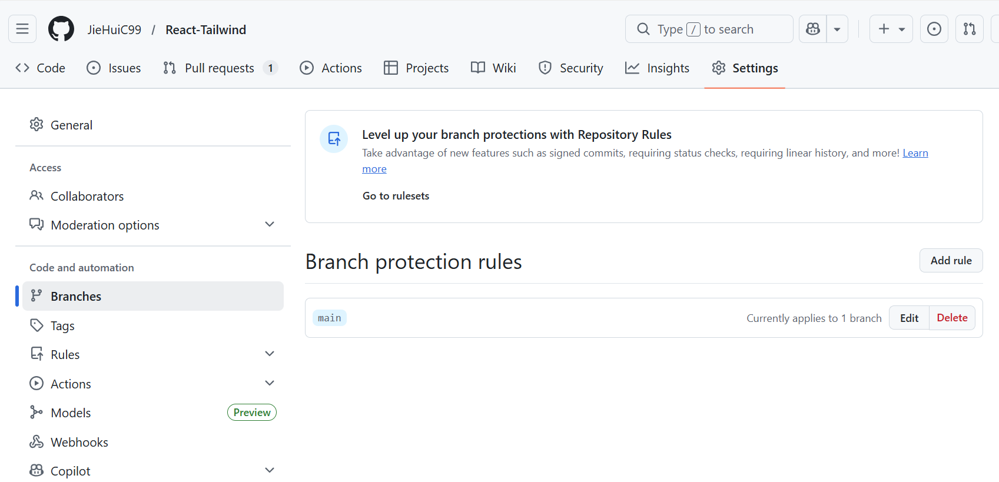 JieHuiC99 / React-Tailwind
Type / to search
Code
Issues
Pull requests 1
Actions
Projects
Wiki
Security
Insights
Settings
General
Access
Collaborators
Moderation options
Code and automation
Branches
Tags
Rules
Actions
Models Preview
Webhooks
Copilot
Level up your branch protections with Repository Rules
Take advantage of new features such as signed commits, requiring status checks, requiring linear history, and more! Learn
more
Go to rulesets
Branch protection rules
Add rule
main
Currently applies to 1 branch
Edit
Delete